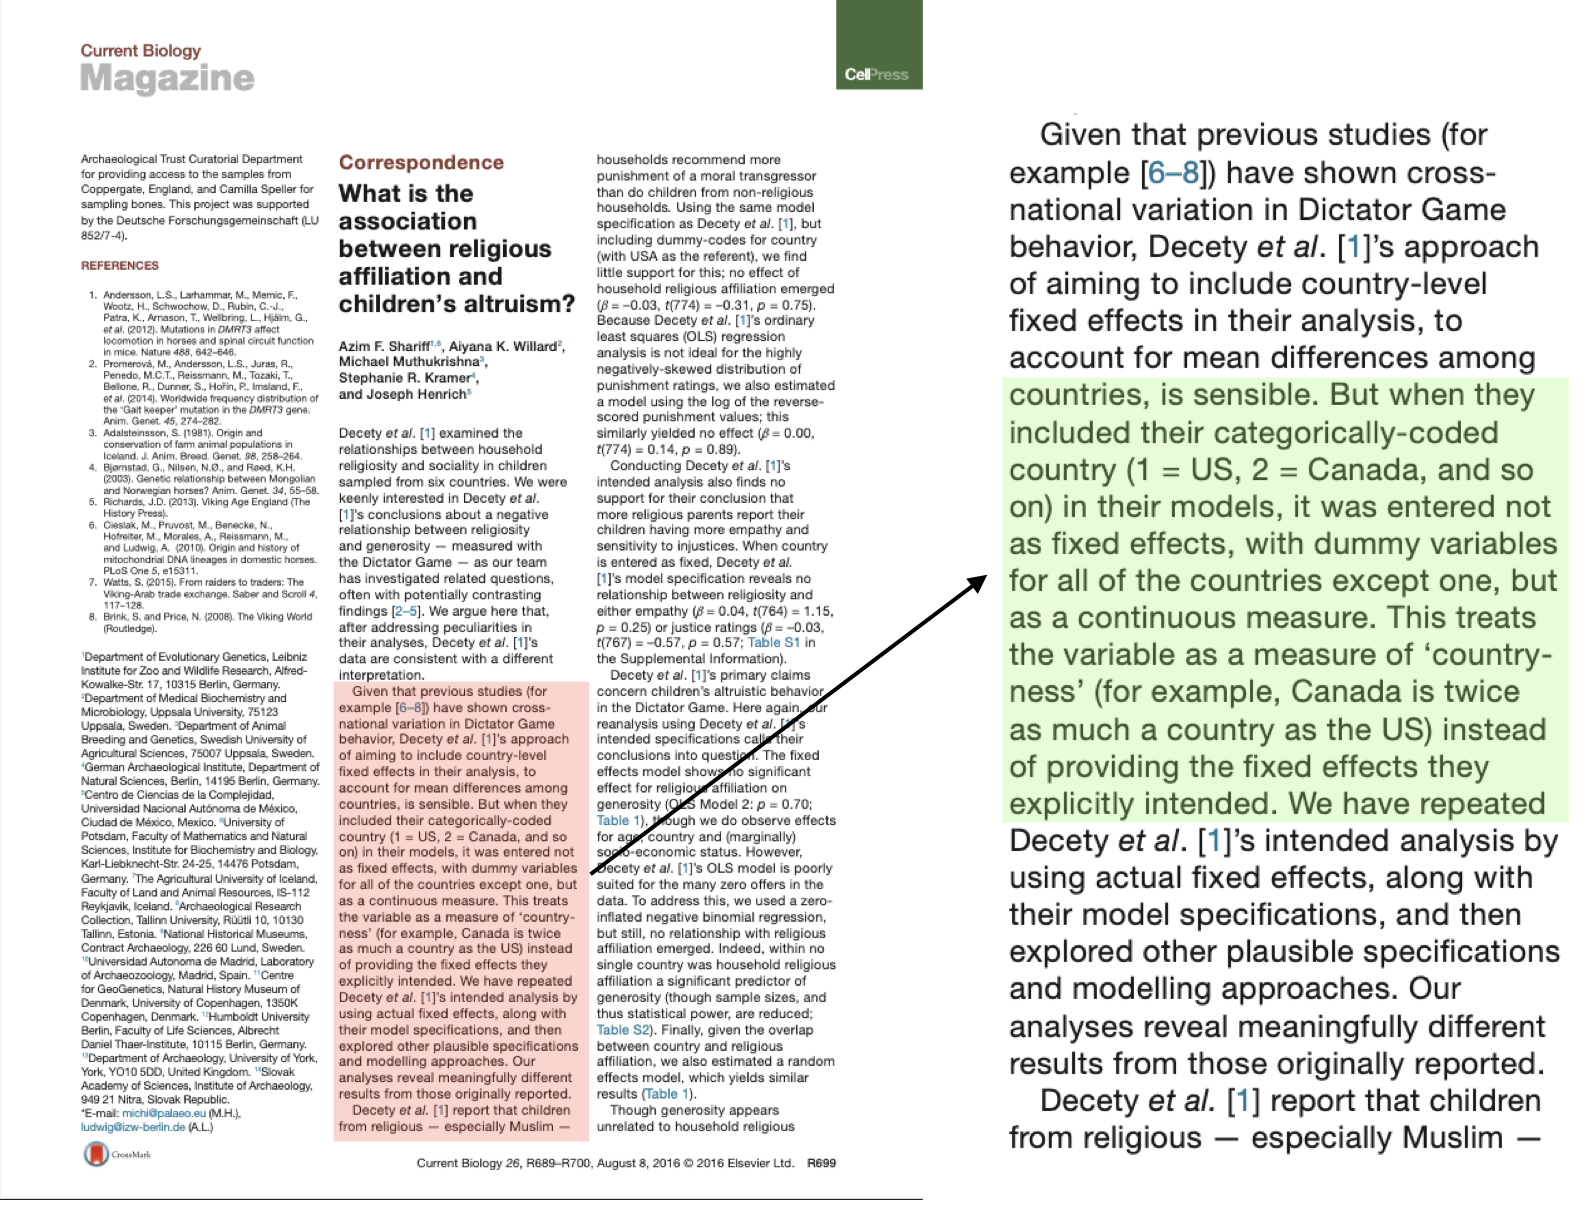 Current Biology
Magazine
CellPress
Archaeological Trust Curatorial Department
for providing access to the samples from
Coppergate, England, and Camilla Speller for
sampling bones. This project was supported
by the Deutsche Forschungsgemeinschaft (LU
852/7-4).
REFERENCES
1. Andersson, L.S., Larhammar, M., Memic, F.,
Wootz, H., Schwochow, D., Rubin, C.-J.,
Patra, K., Arnason, T., Wellbring, L., Hjälm, G.,
et al. (2012). Mutations in DMRT3 affect
locomotion in horses and spinal circuit function
in mice. Nature 488, 642–646.
2. Promerová, M., Andersson, L.S., Juras, R.,
Penedo, M.C.T., Reissmann, M., Tozaki, T.,
Bellone, R., Dunner, S., Hořín, P., Imsland, F.,
et al. (2014). Worldwide frequency distribution of
the 'Gait keeper' mutation in the DMRT3 gene.
Anim. Genet. 45, 274–282.
3. Adalsteinsson, S. (1981). Origin and
conservation of farm animal populations in
Iceland. J. Anim. Breed. Genet. 98, 258–264.
4. Bjørnstad, G., Nilsen, N.Ø., and Røed, K.H.
(2003). Genetic relationship between Mongolian
and Norwegian horses? Anim. Genet. 34, 55–58.
5. Richards, J.D. (2013). Viking Age England (The
History Press).
6. Cieslak, M., Pruvost, M., Benecke, N.,
Hofreiter, M., Morales, A., Reissmann, M.,
and Ludwig, A. (2010). Origin and history of
mitochondrial DNA lineages in domestic horses.
PLoS One 5, e15311.
7. Watts, S. (2015). From raiders to traders: The
Viking-Arab trade exchange. Saber and Scroll 4,
117–128.
8. Brink, S. and Price, N. (2008). The Viking World
(Routledge).
1Department of Evolutionary Genetics, Leibniz
Institute for Zoo and Wildlife Research, Alfred-
Kowalke-Str. 17, 10315 Berlin, Germany.
2Department of Medical Biochemistry and
Microbiology, Uppsala University, 75123
Uppsala, Sweden. 3Department of Animal
Breeding and Genetics, Swedish University of
Agricultural Sciences, 75007 Uppsala, Sweden.
4German Archaeological Institute, Department of
Natural Sciences, Berlin, 14195 Berlin, Germany.
5Centro de Ciencias de la Complejidad,
Universidad Nacional Autónoma de México,
Ciudad de México, Mexico. 6University of
Potsdam, Faculty of Mathematics and Natural
Sciences, Institute for Biochemistry and Biology,
Karl-Liebknecht-Str. 24-25, 14476 Potsdam,
Germany. 7The Agricultural University of Iceland,
Faculty of Land and Animal Resources, IS-112
Reykjavik, Iceland. 8Archaeological Research
Collection, Tallinn University, Rüütli 10, 10130
Tallinn, Estonia. 9National Historical Museums,
Contract Archaeology, 226 60 Lund, Sweden.
10Universidad Autonoma de Madrid, Laboratory
of Archaeozoology, Madrid, Spain. 11Centre
for GeoGenetics, Natural History Museum of
Denmark, University of Copenhagen, 1350K
Copenhagen, Denmark. 12Humboldt University
Berlin, Faculty of Life Sciences, Albrecht
Daniel Thaer-Institute, 10115 Berlin, Germany.
13Department of Archaeology, University of York,
York, YO10 5DD, United Kingdom. 14Slovak
Academy of Sciences, Institute of Archaeology,
949 21 Nitra, Slovak Republic.
*E-mail: michi@palaeo.eu (M.H.),
ludwig@izw-berlin.de (A.L.)
CrossMark
Correspondence
What is the
association
between religious
affiliation and
children's altruism?
Azim F. Shariff1,6, Aiyana K. Willard2,
Michael Muthukrishna3,
Stephanie R. Kramer4,
and Joseph Henrich5
Decety et al. [1] examined the
relationships between household
religiosity and sociality in children
sampled from six countries. We were
keenly interested in Decety et al.
[1]'s conclusions about a negative
relationship between religiosity
and generosity — measured with
the Dictator Game — as our team
has investigated related questions,
often with potentially contrasting
findings [2–5]. We argue here that,
after addressing peculiarities in
their analyses, Decety et al. [1]'s
data are consistent with a different
interpretation.
Given that previous studies (for
example [6–8]) have shown cross-
national variation in Dictator Game
behavior, Decety et al. [1]'s approach
of aiming to include country-level
fixed effects in their analysis, to
account for mean differences among
countries, is sensible. But when they
included their categorically-coded
country (1 = US, 2 = Canada, and so
on) in their models, it was entered not
as fixed effects, with dummy variables
for all of the countries except one, but
as a continuous measure. This treats
the variable as a measure of 'country-
ness' (for example, Canada is twice
as much a country as the US) instead
of providing the fixed effects they
explicitly intended. We have repeated
Decety et al. [1]'s intended analysis by
using actual fixed effects, along with
their model specifications, and then
explored other plausible specifications
and modelling approaches. Our
analyses reveal meaningfully different
results from those originally reported.
Decety et al. [1] report that children
from religious — especially Muslim —
households recommend more
punishment of a moral transgressor
than do children from non-religious
households. Using the same model
specification as Decety et al. [1], but
including dummy-codes for country
(with USA as the referent), we find
little support for this; no effect of
household religious affiliation emerged
(β = –0.03, t(774) = –0.31, p = 0.75).
Because Decety et al. [1]'s ordinary
least squares (OLS) regression
analysis is not ideal for the highly
negatively-skewed distribution of
punishment ratings, we also estimated
a model using the log of the reverse-
scored punishment values; this
similarly yielded no effect (β = 0.00,
t(774) = 0.14, p = 0.89).
Conducting Decety et al. [1]'s
intended analysis also finds no
support for their conclusion that
more religious parents report their
children having more empathy and
sensitivity to injustices. When country
is entered as fixed, Decety et al.
[1]'s model specification reveals no
relationship between religiosity and
either empathy (β = 0.04, t(764) = 1.15,
p = 0.25) or justice ratings (β = –0.03,
t(767) = –0.57, p = 0.57; Table S1 in
the Supplemental Information).
Decety et al. [1]'s primary claims
concern children's altruistic behavior
in the Dictator Game. Here again, our
reanalysis using Decety et al. [1]'s
intended specifications calls their
conclusions into question. The fixed
effects model shows no significant
effect for religious affiliation on
generosity (OLS Model 2: p = 0.70;
Table 1), though we do observe effects
for age, country and (marginally)
socio-economic status. However,
Decety et al. [1]'s OLS model is poorly
suited for the many zero offers in the
data. To address this, we used a zero-
inflated negative binomial regression,
but still, no relationship with religious
affiliation emerged. Indeed, within no
single country was household religious
affiliation a significant predictor of
generosity (though sample sizes, and
thus statistical power, are reduced;
Table S2). Finally, given the overlap
between country and religious
affiliation, we also estimated a random
effects model, which yields similar
results (Table 1).
Though generosity appears
unrelated to household religious
Current Biology 26, R689–R700, August 8, 2016 © 2016 Elsevier Ltd. R699
Given that previous studies (for
example [6–8]) have shown cross-
national variation in Dictator Game
behavior, Decety et al. [1]'s approach
of aiming to include country-level
fixed effects in their analysis, to
account for mean differences among
countries, is sensible. But when they
included their categorically-coded
country (1 = US, 2 = Canada, and so
on) in their models, it was entered not
as fixed effects, with dummy variables
for all of the countries except one, but
as a continuous measure. This treats
the variable as a measure of 'country-
ness' (for example, Canada is twice
as much a country as the US) instead
of providing the fixed effects they
explicitly intended. We have repeated
Decety et al. [1]'s intended analysis by
using actual fixed effects, along with
their model specifications, and then
explored other plausible specifications
and modelling approaches. Our
analyses reveal meaningfully different
results from those originally reported.
Decety et al. [1] report that children
from religious — especially Muslim —